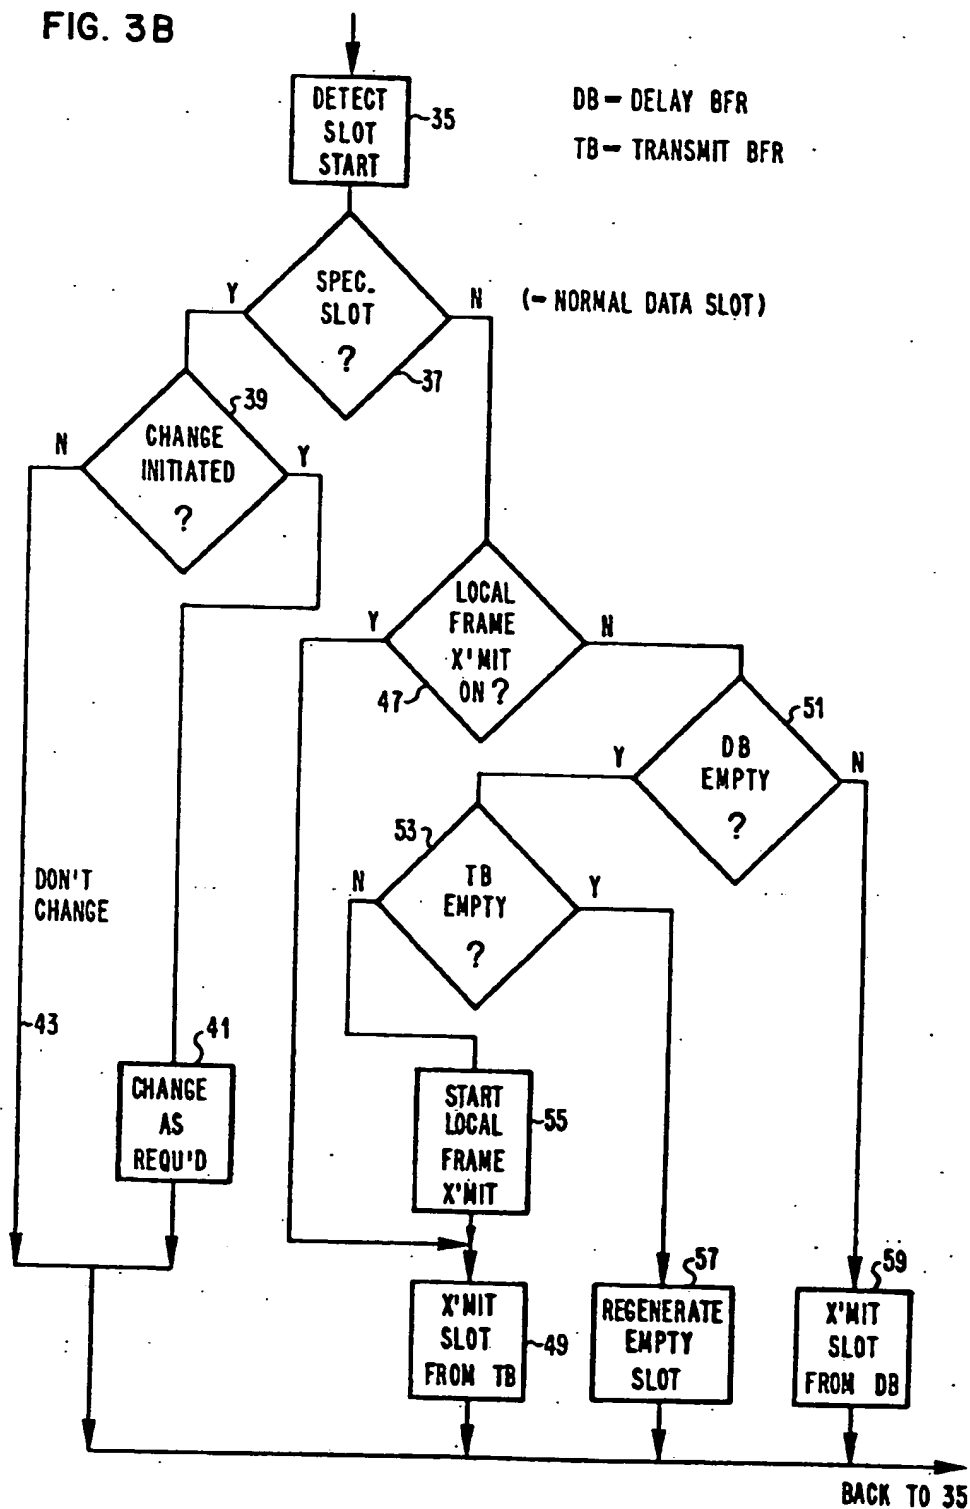 FIG. 3B
DETECT
SLOT
START
35
DB- DELAY BFR
TB- TRANSMIT BFR
SPEC.
SLOT
?
37
Y
N
(- NORMAL DATA SLOT)
39
CHANGE
INITIATED
?
N
Y
LOCAL
FRAME
X'MIT
ON ?
47
Y
N
51
DB
EMPTY
?
Y
N
53
TB
EMPTY
?
N
Y
DON'T
CHANGE
43
41
CHANGE
AS
REQU'D
START
LOCAL
FRAME
X'MIT
55
X'MIT
SLOT
FROM TB
49
57
REGENERATE
EMPTY
SLOT
59
X'MIT
SLOT
FROM DB
BACK TO 35